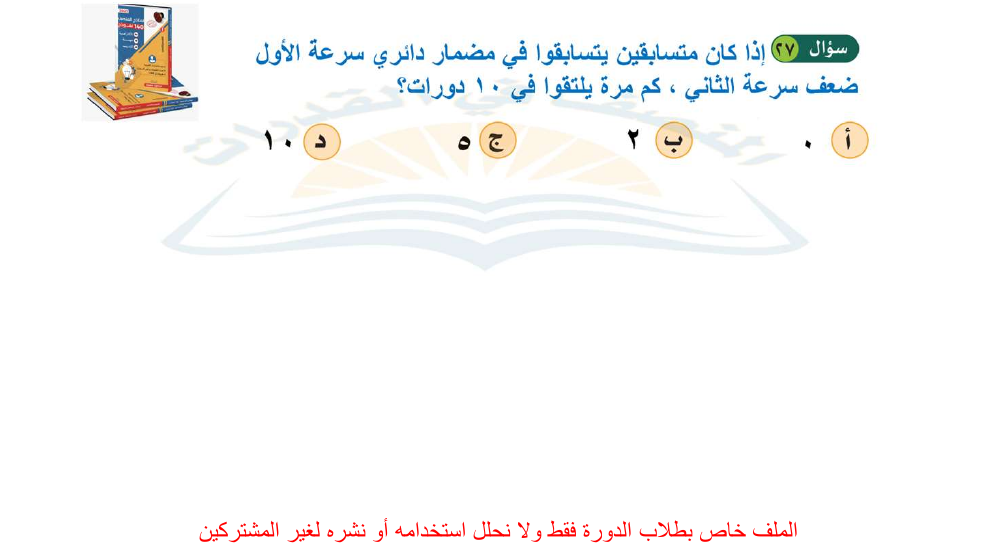 سؤال ٢٧ إذا كان متسابقين يتسابقوا في مضمار دائري سرعة الأول
ضعف سرعة الثاني ، كم مرة يلتقوا في ١٠ دورات؟
أ ٠ ب ٢ ج ٥ د ١٠
الملف خاص بطلاب الدورة فقط ولا نحلل استخدامه أو نشره لغير المشتركين